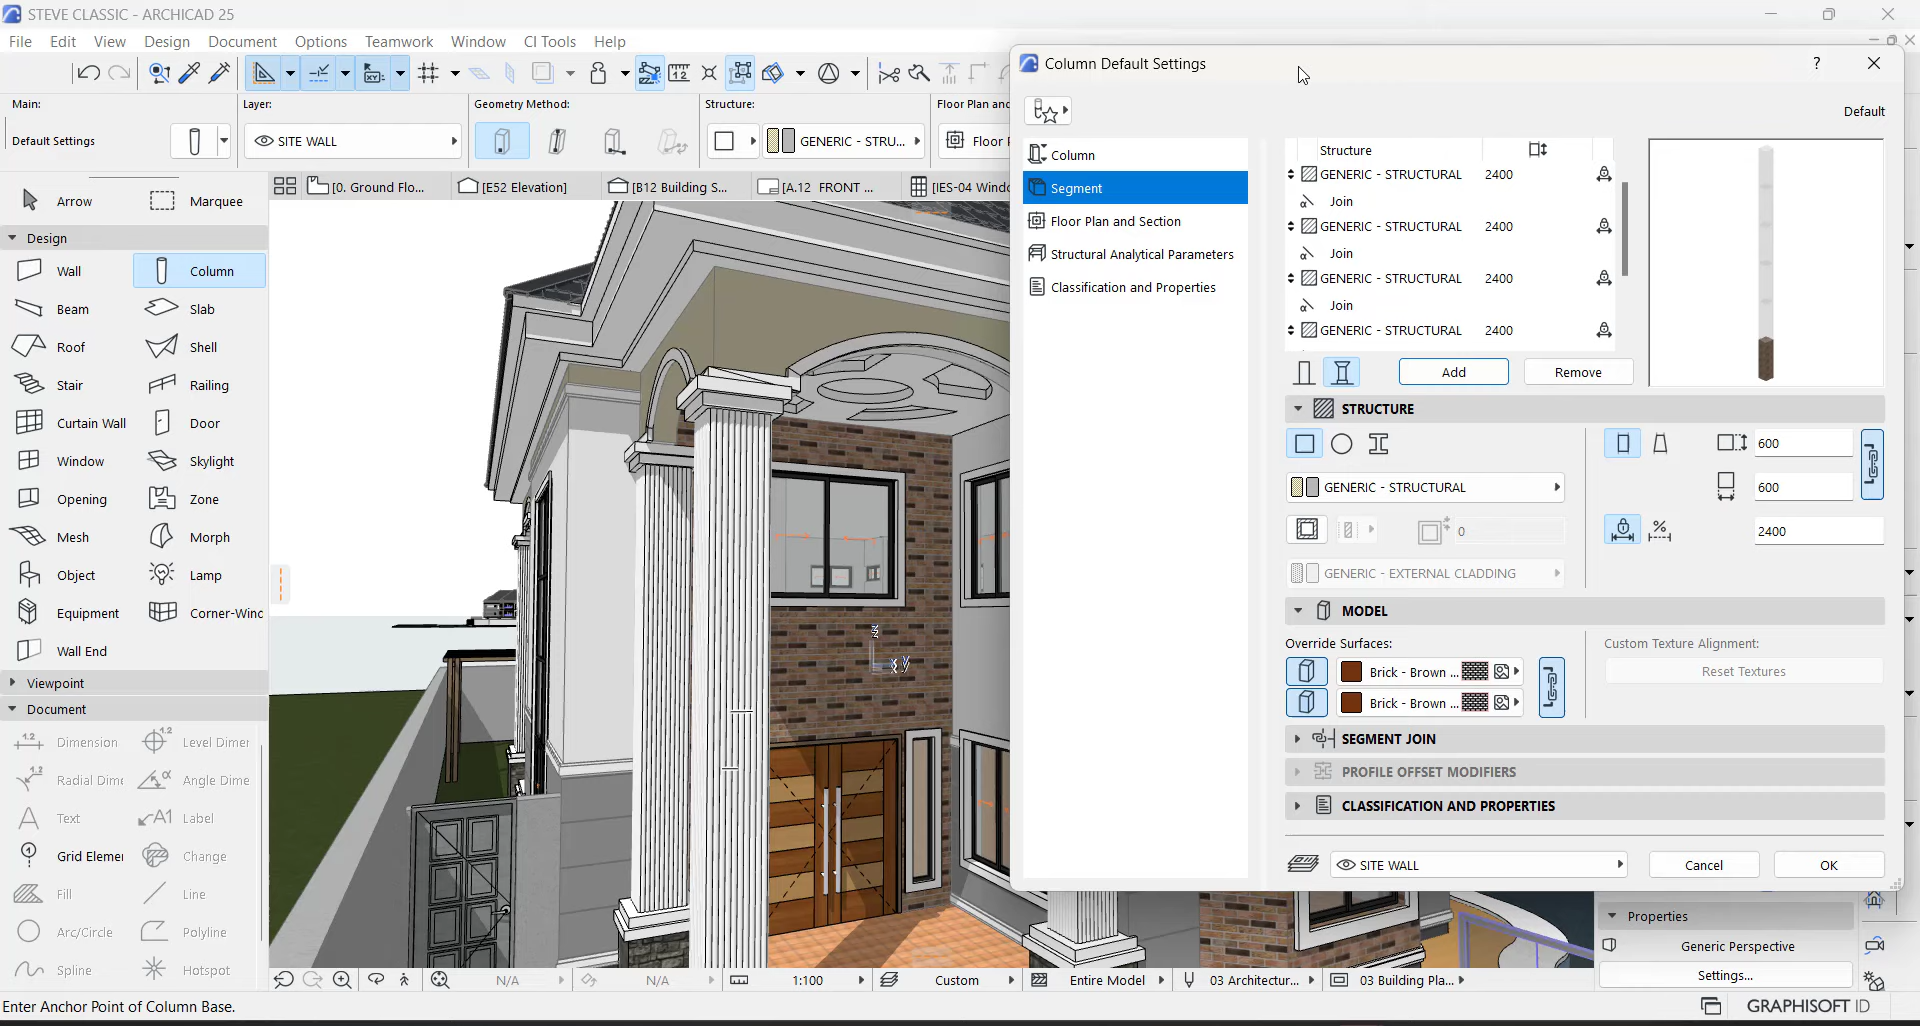 STEVE CLASSIC - ARCHICAD 25
File Edit View Design Document Options Teamwork Window CI Tools Help
Main:
Default Settings
Layer:
SITE WALL
Geometry Method:
Structure:
GENERIC - STRU...
Floor Plan and
Floor P
[0. Ground Flo...
[E52 Elevation]
[B12 Building S...
[A.12 FRONT ...
[IES-04 Windo
Arrow
Marquee
Design
Wall
Column
Beam
Slab
Roof
Shell
Stair
Railing
Curtain Wall
Door
Window
Skylight
Opening
Zone
Mesh
Morph
Object
Lamp
Equipment
Corner-Winc
Wall End
Viewpoint
Document
Dimension
Level Dimer
Radial Dime
Angle Dime
Text
Label
Grid Elemer
Change
Fill
Line
Arc/Circle
Polyline
Spline
Hotspot
Column Default Settings
?
Default
Column
Segment
Floor Plan and Section
Structural Analytical Parameters
Classification and Properties
Structure
GENERIC - STRUCTURAL 2400
Join
GENERIC - STRUCTURAL 2400
Join
GENERIC - STRUCTURAL 2400
Join
GENERIC - STRUCTURAL 2400
Add
Remove
STRUCTURE
600
GENERIC - STRUCTURAL
600
0
%
2400
GENERIC - EXTERNAL CLADDING
MODEL
Override Surfaces:
Custom Texture Alignment:
Brick - Brown ...
Reset Textures
Brick - Brown ...
SEGMENT JOIN
PROFILE OFFSET MODIFIERS
CLASSIFICATION AND PROPERTIES
SITE WALL
Cancel
OK
Z
x y
Properties
Generic Perspective
Settings...
N/A
N/A
1:100
Custom
Entire Model
03 Architectur...
03 Building Pla...
Enter Anchor Point of Column Base.
GRAPHISOFT ID